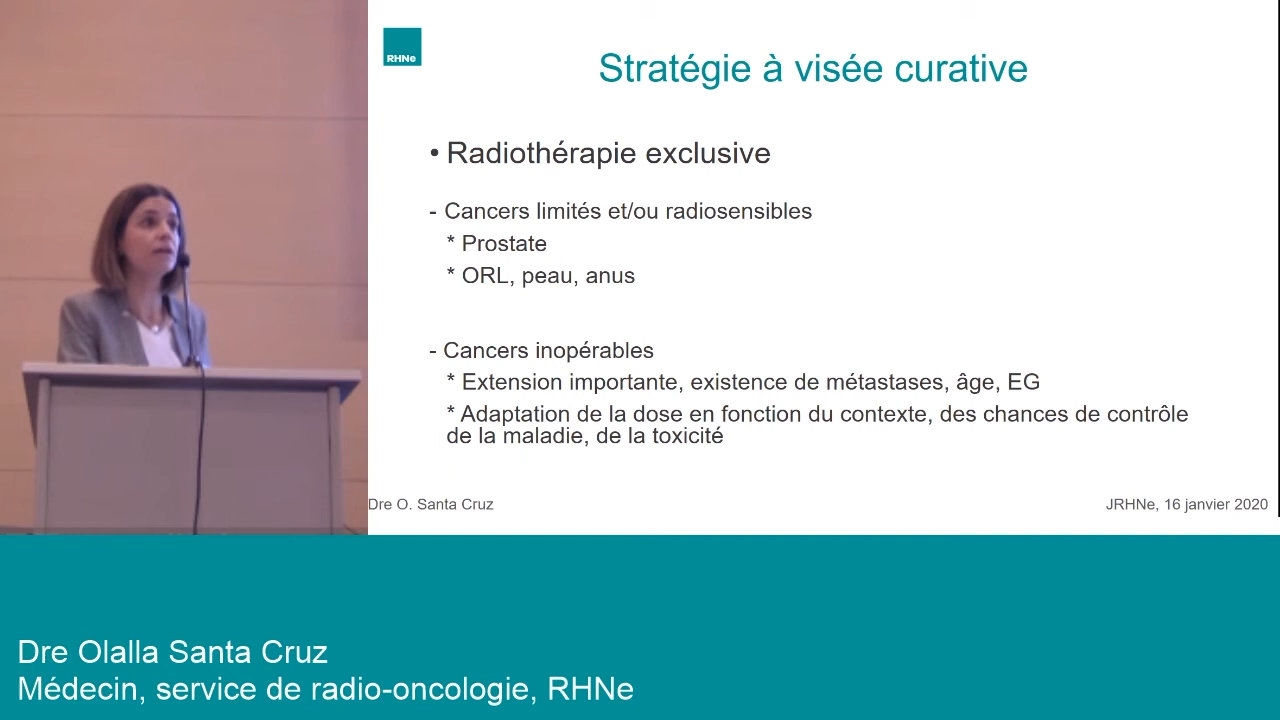 RHNe
Stratégie à visée curative
• Radiothérapie exclusive
- Cancers limités et/ou radiosensibles
* Prostate
* ORL, peau, anus
- Cancers inopérables
* Extension importante, existence de métastases, âge, EG
* Adaptation de la dose en fonction du contexte, des chances de contrôle
de la maladie, de la toxicité
Dre O. Santa Cruz
JRHNe, 16 janvier 2020
Dre Olalla Santa Cruz
Médecin, service de radio-oncologie, RHNe